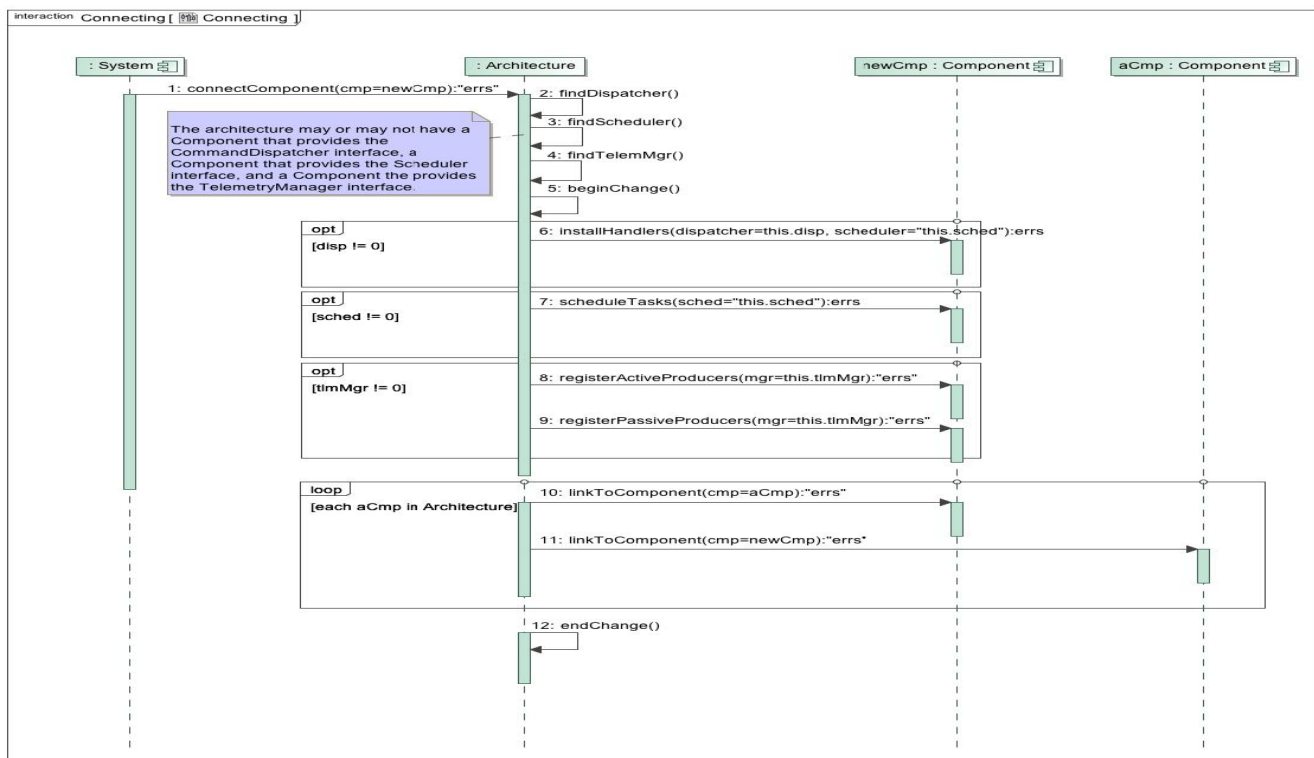 interaction Connecting [ Connecting ]
: System
: Architecture
newCmp : Component
aCmp : Component
1: connectComponent(cmp=newCmp):"errs"
2: findDispatcher()
The architecture may or may not have a
Component that provides the
CommandDispatcher interface, a
Component that provides the Scheduler
interface, and a Component the provides
the TelemetryManager interface.
3: findScheduler()
4: findTelemMgr()
5: beginChange()
opt
[disp != 0]
6: installHandlers(dispatcher=this.disp, scheduler="this.sched"):errs
opt
[sched != 0]
7: scheduleTasks(sched="this.sched"):errs
opt
[tlmMgr != 0]
8: registerActiveProducers(mgr=this.tlmMgr):"errs"
9: registerPassiveProducers(mgr=this.tlmMgr):"errs"
loop
[each aCmp in Architecture]
10: linkToComponent(cmp=aCmp):"errs"
11: linkToComponent(cmp=newCmp):"errs"
12: endChange()